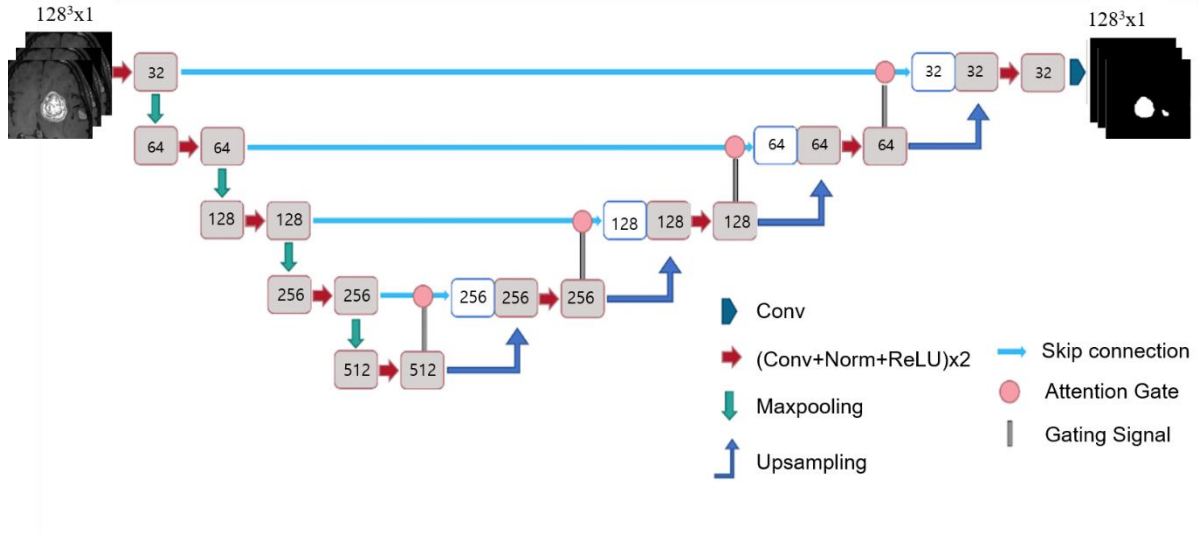 128³x1
128³x1
32
32 32
32
64
64
64 64
64
128
128
128 128
128
256
256
256 256
256
512
512
Conv
(Conv+Norm+ReLU)x2
Maxpooling
Upsampling
Skip connection
Attention Gate
Gating Signal